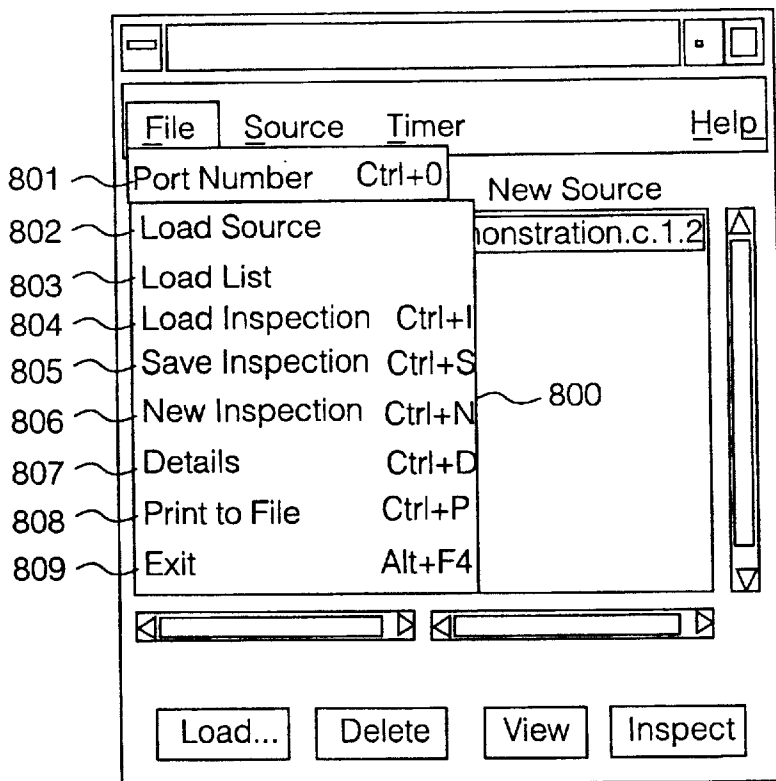 File Source Timer Help
801 Port Number Ctrl+0
New Source
802 Load Source
monstration.c.1.2
803 Load List
804 Load Inspection Ctrl+I
805 Save Inspection Ctrl+S
800
806 New Inspection Ctrl+N
807 Details Ctrl+D
808 Print to File Ctrl+P
809 Exit Alt+F4
Load... Delete View Inspect